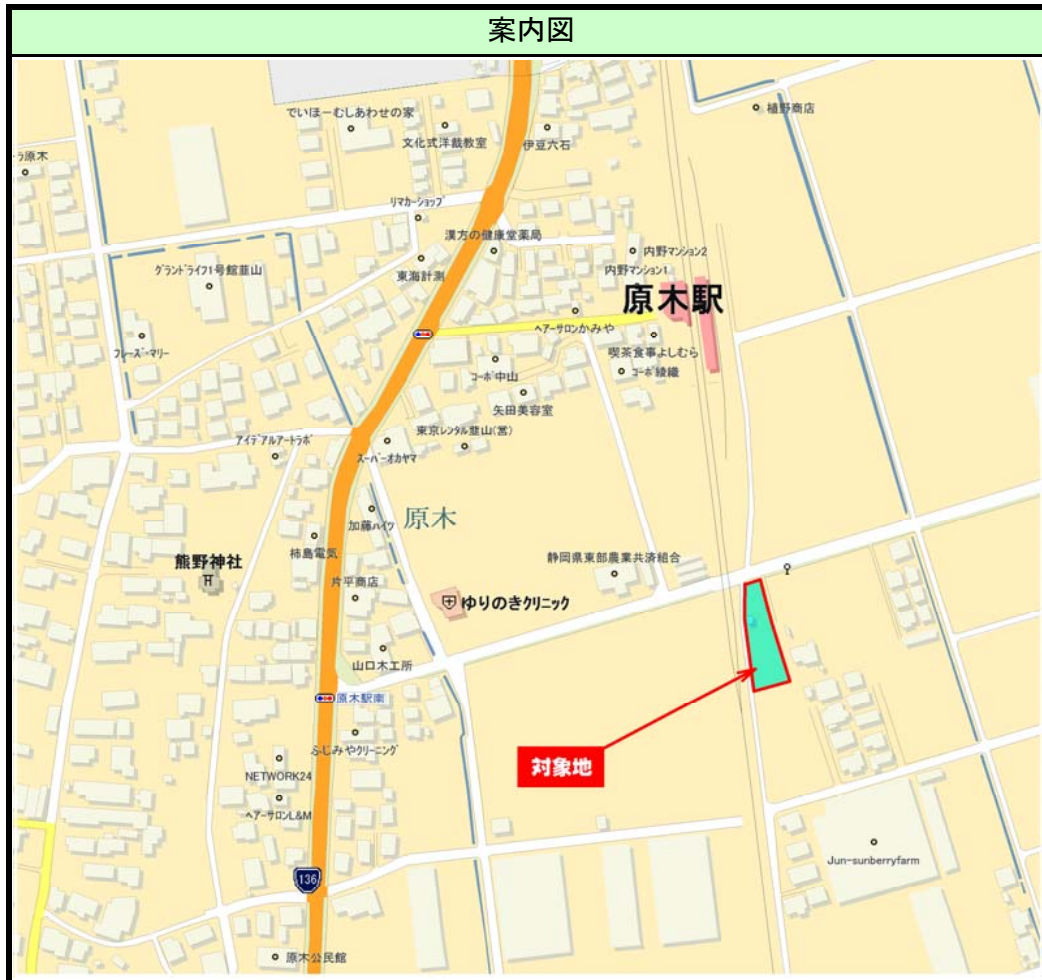 案内図
でいほーむしあわせの家
植野商店
文化式洋裁教室
伊豆六石
ラ原木
リマカーショップ
漢方の健康堂薬局
内野マンション2
東海計測
内野マンション1
グランドライフ1号館韮山
原木駅
ヘアーサロンかみや
フレーズ・マリー
喫茶食事よしむら
コーポ中山
コーポ綾織
矢田美容室
東京レンタル韮山(営)
アイデアルアートラボ
スーパーオカヤマ
加藤ハイツ
原木
柿島電気
静岡県東部農業共済組合
熊野神社
片平商店
ゆりのきクリニック
山口木工所
原木駅南
ふじみやクリーニング
対象地
NETWORK24
ヘアーサロンL&M
Jun-sunberryfarm
136
原木公民館